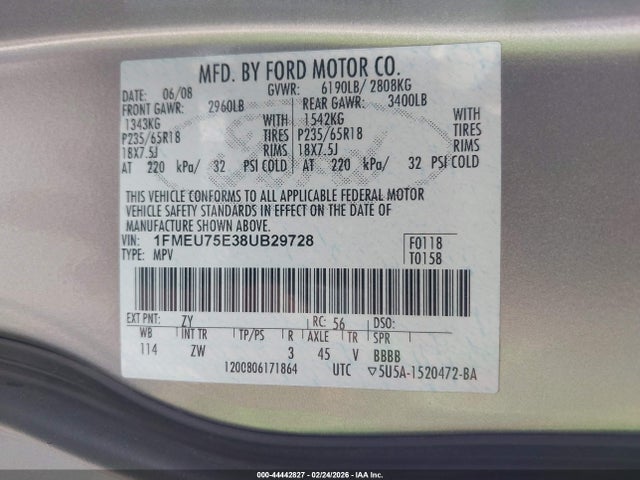 MFD. BY FORD MOTOR CO.
DATE: 06/08 GVWR: 6190LB/ 2808KG
FRONT GAWR: 2960LB REAR GAWR: 3400LB
1343KG WITH 1542KG WITH
P235/65R18 TIRES P235/65R18 TIRES
18X7.5J RIMS 18X7.5J RIMS
AT 220 kPa/ 32 PSI COLD AT 220 kPa/ 32 PSI COLD
THIS VEHICLE CONFORMS TO ALL APPLICABLE FEDERAL MOTOR
VEHICLE SAFETY STANDARDS IN EFFECT ON THE DATE OF
MANUFACTURE SHOWN ABOVE.
VIN: 1FMEU75E38UB29728 F0118
TYPE: MPV T0158
EXT PNT: ZY RC: 56 DSO:
WB INT TR TP/PS R AXLE TR SPR
114 ZW 3 45 V BBBB
1200806171864 UTC ▽5U5A-1520472-BA
000-44442827 - 02/24/2026 - IAA Inc.